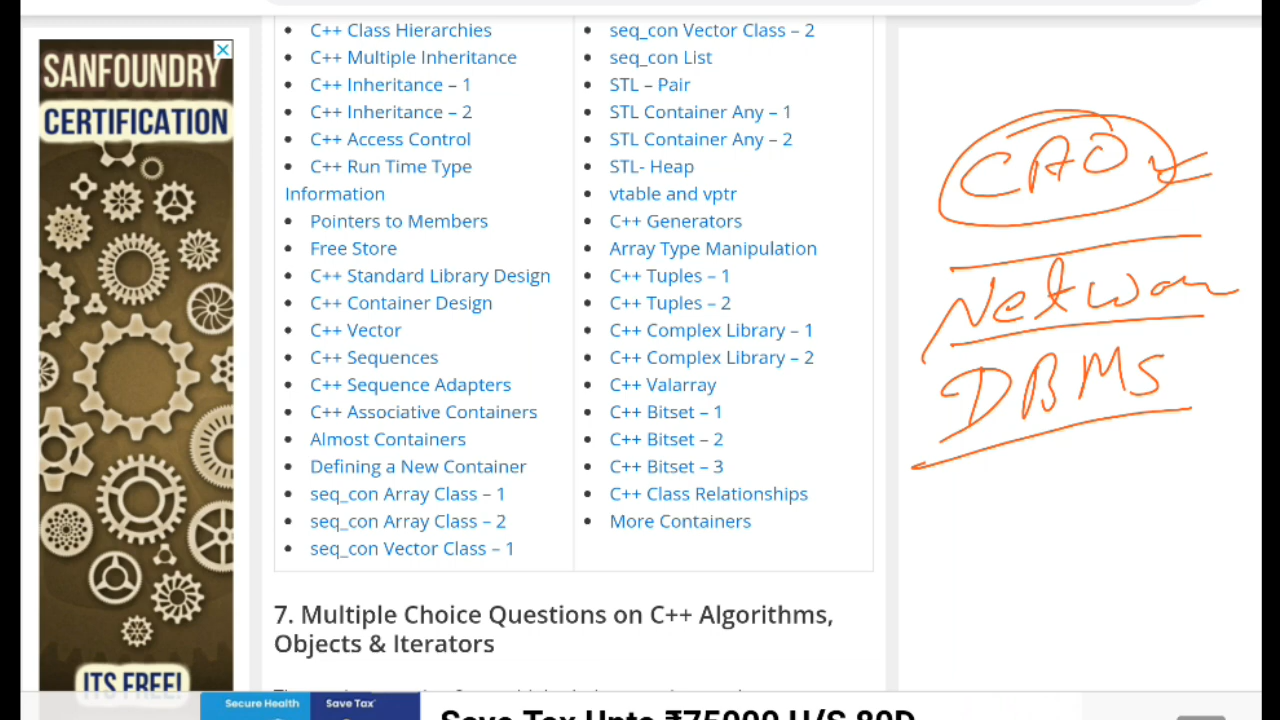 SANFOUNDRY
CERTIFICATION
ITS FREE!
C++ Class Hierarchies
C++ Multiple Inheritance
C++ Inheritance – 1
C++ Inheritance – 2
C++ Access Control
C++ Run Time Type
Information
Pointers to Members
Free Store
C++ Standard Library Design
C++ Container Design
C++ Vector
C++ Sequences
C++ Sequence Adapters
C++ Associative Containers
Almost Containers
Defining a New Container
seq_con Array Class – 1
seq_con Array Class – 2
seq_con Vector Class – 1
seq_con Vector Class – 2
seq_con List
STL – Pair
STL Container Any – 1
STL Container Any – 2
STL- Heap
vtable and vptr
C++ Generators
Array Type Manipulation
C++ Tuples – 1
C++ Tuples – 2
C++ Complex Library – 1
C++ Complex Library – 2
C++ Valarray
C++ Bitset – 1
C++ Bitset – 2
C++ Bitset – 3
C++ Class Relationships
More Containers
CAO
DBMS
7. Multiple Choice Questions on C++ Algorithms,
Objects & Iterators
Secure Health
Save Tax
Save Tax Upto ₹75000 U/S 80D